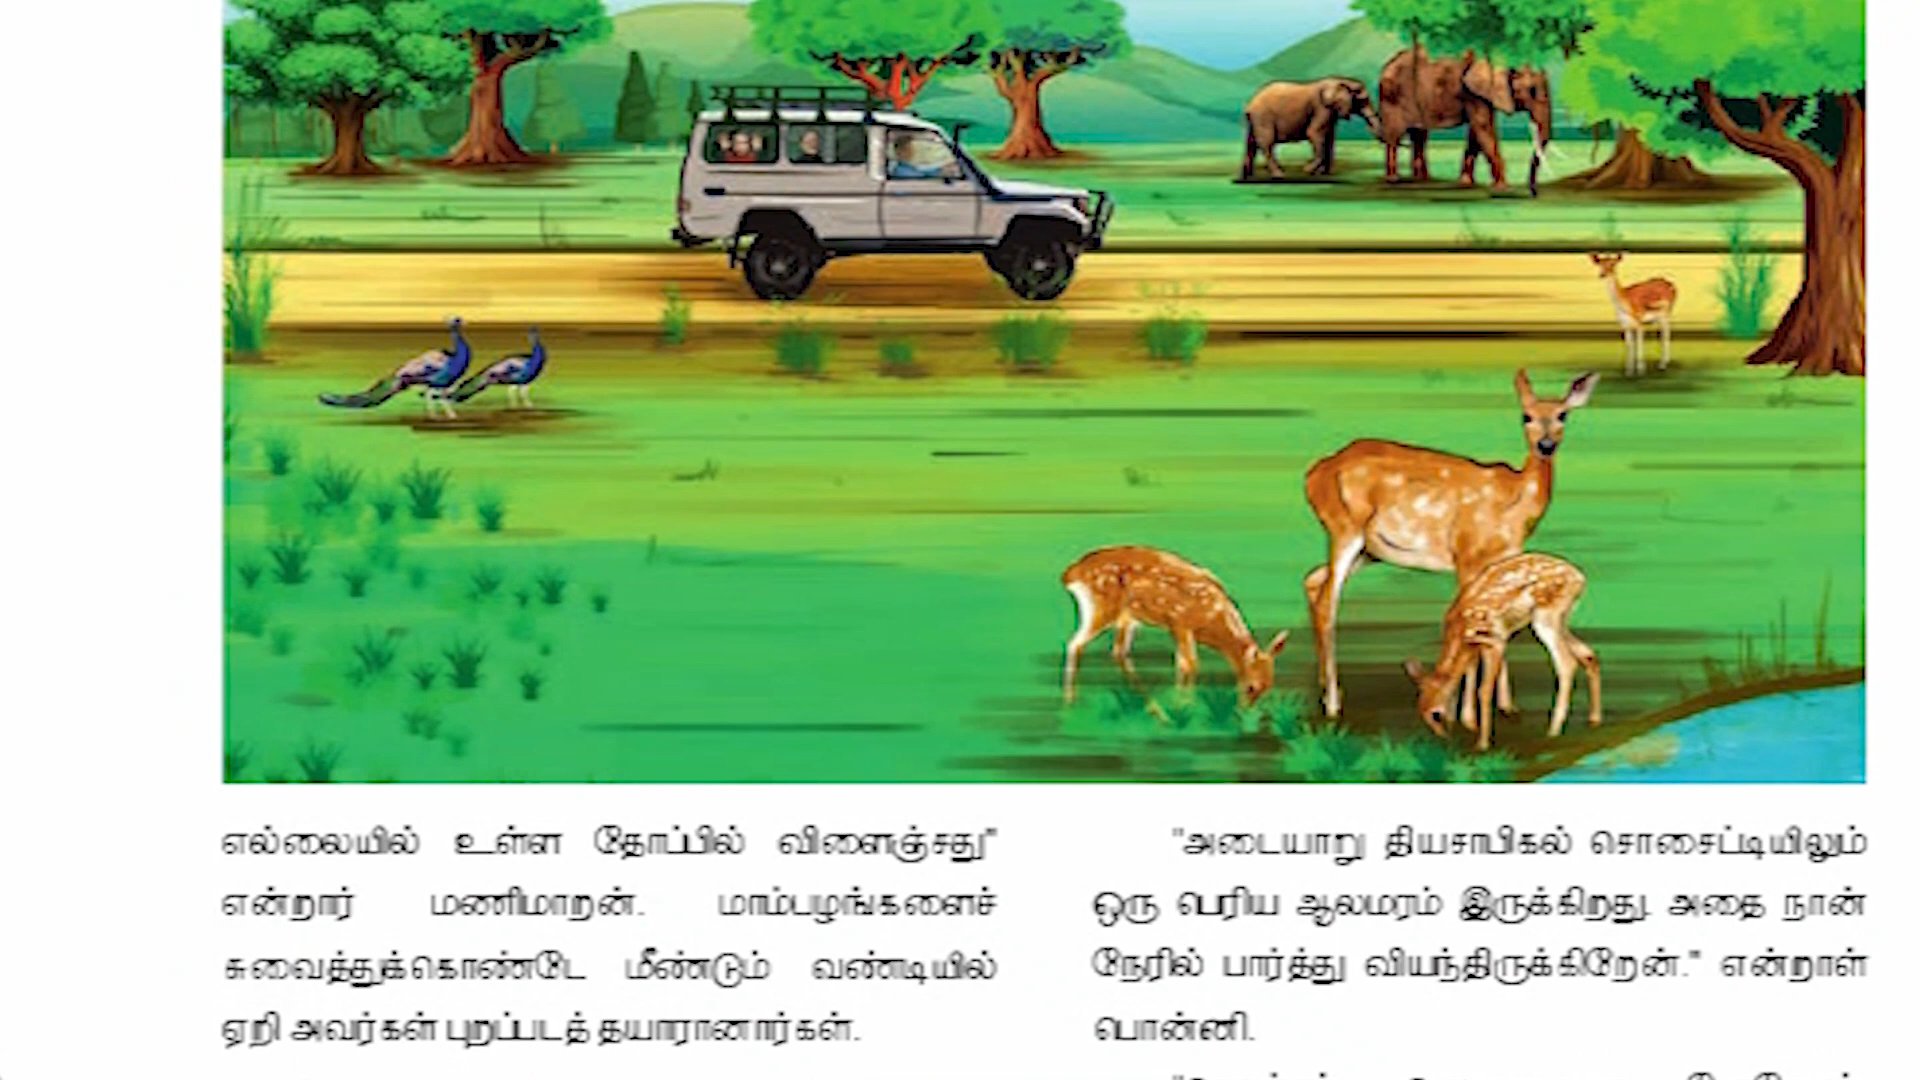 எல்லையில் உள்ள தோப்பில் விளைஞ்சது"
என்றார் மணிமாறன். மாம்பழங்களைச்
சுவைத்துக்கொண்டே மீண்டும் வண்டியில்
ஏறி அவர்கள் புறப்படத் தயாரானார்கள்.
"அடையாறு தியசாபிகல் சொசைட்டியிலும்
ஒரு பெரிய ஆலமரம் இருக்கிறது. அதை நான்
நேரில் பார்த்து வியந்திருக்கிறேன்." என்றாள்
பொன்னி.